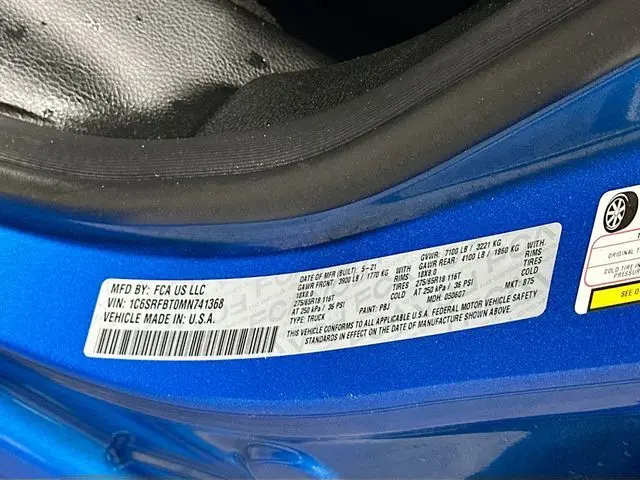 MFD BY: FCA US LLC
VIN: 1C6SRFBT0MN741368
VEHICLE MADE IN: U.S.A.
DATE OF MFR (BUILT): 5-21
GAWR FRONT: 3900 LB / 1770 KG WITH
18X8.0 RIMS
275/65R18 116T TIRES
AT 250 kPa / 36 PSI COLD
TYPE: TRUCK PAINT: PBJ
GVWR: 7100 LB / 3221 KG
GAWR REAR: 4100 LB / 1860 KG WITH
18X8.0 RIMS
275/65R18 116T TIRES
AT 250 kPa / 36 PSI COLD
MDH: 050607 MKT: 875
THIS VEHICLE CONFORMS TO ALL APPLICABLE U.S.A. FEDERAL MOTOR VEHICLE SAFETY
STANDARDS IN EFFECT ON THE DATE OF MANUFACTURE SHOWN ABOVE.
ORIGINAL
COLD
PRESSURE
SEE